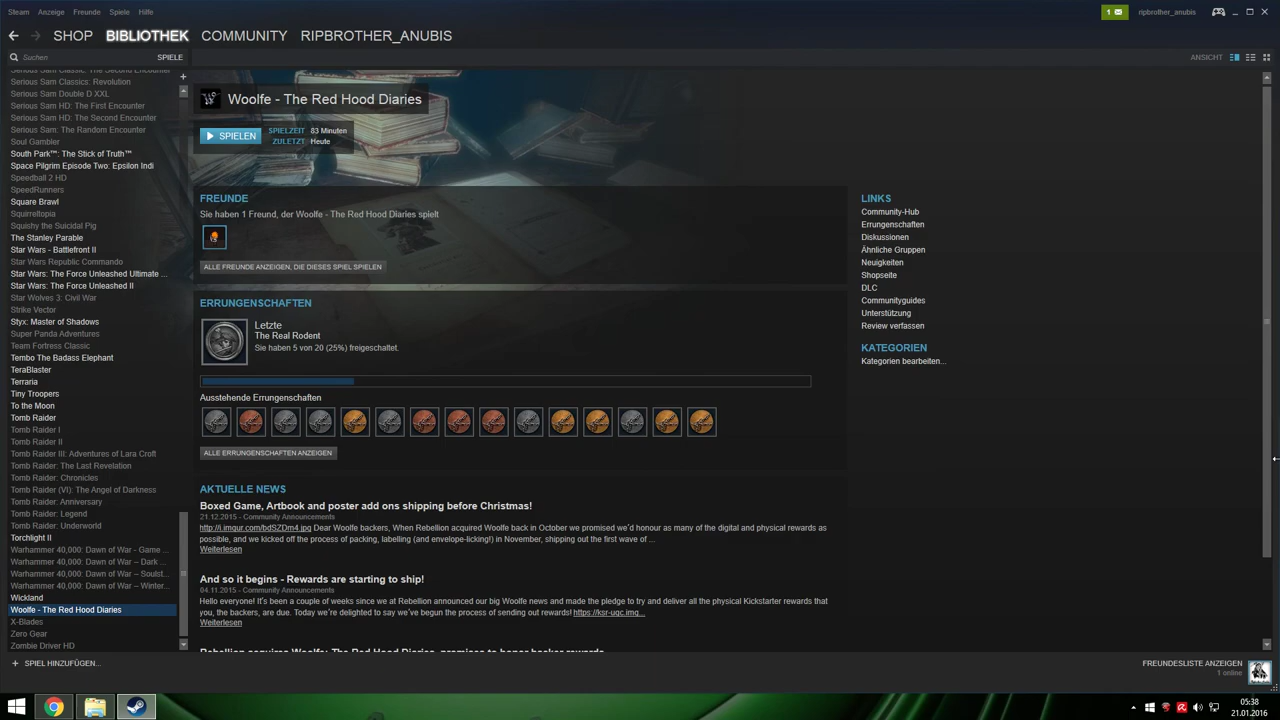 Steam Anzeige Freunde Spiele Hilfe
1 ripbrother_anubis
SHOP BIBLIOTHEK COMMUNITY RIPBROTHER_ANUBIS
Suchen SPIELE
ANSICHT
Serious Sam Classic: The Second Encounter
Serious Sam Classics: Revolution
Serious Sam Double D XXL
Serious Sam HD: The First Encounter
Serious Sam HD: The Second Encounter
Serious Sam: The Random Encounter
Soul Gambler
South Park™: The Stick of Truth™
Space Pilgrim Episode Two: Epsilon Indi
Speedball 2 HD
SpeedRunners
Square Brawl
Squirreltopia
Squishy the Suicidal Pig
The Stanley Parable
Star Wars - Battlefront II
Star Wars Republic Commando
Star Wars: The Force Unleashed Ultimate ...
Star Wars: The Force Unleashed II
Star Wolves 3: Civil War
Strike Vector
Styx: Master of Shadows
Super Panda Adventures
Team Fortress Classic
Tembo The Badass Elephant
TeraBlaster
Terraria
Tiny Troopers
To the Moon
Tomb Raider
Tomb Raider I
Tomb Raider II
Tomb Raider III: Adventures of Lara Croft
Tomb Raider: The Last Revelation
Tomb Raider: Chronicles
Tomb Raider (VI): The Angel of Darkness
Tomb Raider: Anniversary
Tomb Raider: Legend
Tomb Raider: Underworld
Torchlight II
Warhammer 40,000: Dawn of War - Game ...
Warhammer 40,000: Dawn of War – Dark ...
Warhammer 40,000: Dawn of War – Soulst...
Warhammer 40,000: Dawn of War – Winter...
Wickland
Woolfe - The Red Hood Diaries
X-Blades
Zero Gear
Zombie Driver HD
Woolfe - The Red Hood Diaries
SPIELEN
SPIELZEIT 83 Minuten
ZULETZT Heute
FREUNDE
Sie haben 1 Freund, der Woolfe - The Red Hood Diaries spielt
ALLE FREUNDE ANZEIGEN, DIE DIESES SPIEL SPIELEN
ERRUNGENSCHAFTEN
Letzte
The Real Rodent
Sie haben 5 von 20 (25%) freigeschaltet.
Ausstehende Errungenschaften
ALLE ERRUNGENSCHAFTEN ANZEIGEN
AKTUELLE NEWS
Boxed Game, Artbook and poster add ons shipping before Christmas!
21.12.2015 - Community Announcements
http://i.imgur.com/bdSZDm4.jpg Dear Woolfe backers, When Rebellion acquired Woolfe back in October we promised we'd honour as many of the digital and physical rewards as
possible, and we kicked off the process of packing, labelling (and envelope-licking!) in November, shipping out the first wave of ...
Weiterlesen
And so it begins - Rewards are starting to ship!
04.11.2015 - Community Announcements
Hello everyone! It's been a couple of weeks since we at Rebellion announced our big Woolfe news and made the pledge to try and deliver all the physical Kickstarter rewards that
you, the backers, are due. Today we're delighted to say we've begun the process of sending out rewards! https://ksr-ugc.img...
Weiterlesen
Rebellion acquires Woolfe: The Red Hood Diaries, promises to honor backer rewards
LINKS
Community-Hub
Errungenschaften
Diskussionen
Ähnliche Gruppen
Neuigkeiten
Shopseite
DLC
Communityguides
Unterstützung
Review verfassen
KATEGORIEN
Kategorien bearbeiten...
SPIEL HINZUFÜGEN...
FREUNDESLISTE ANZEIGEN
1 online
05:38
21.01.2016